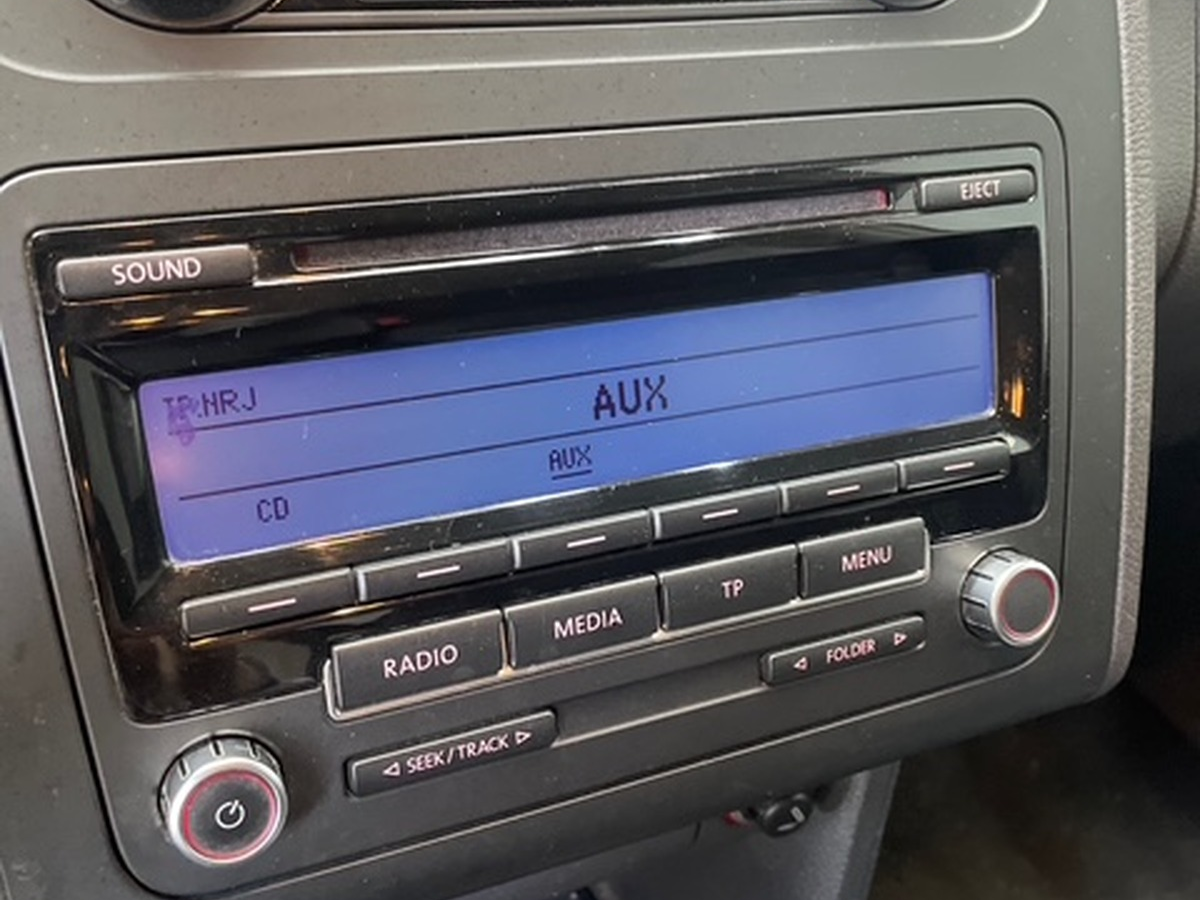 EJECT
SOUND
TP:NRJ
AUX
AUX
CD
MENU
TP
MEDIA
RADIO
FOLDER
SEEK/TRACK